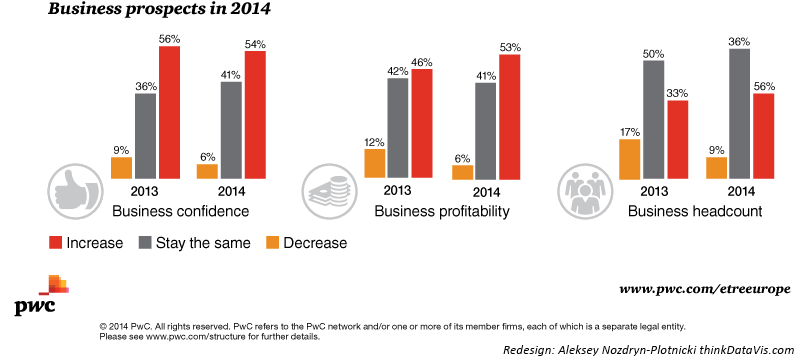 Business prospects in 2014
9%
36%
56%
6%
41%
54%
2013
2014
Business confidence
12%
42%
46%
6%
41%
53%
2013
2014
Business profitability
17%
50%
33%
9%
36%
56%
2013
2014
Business headcount
Increase
Stay the same
Decrease
pwc
www.pwc.com/etreeurope
© 2014 PwC. All rights reserved. PwC refers to the PwC network and/or one or more of its member firms, each of which is a separate legal entity.
Please see www.pwc.com/structure for further details.
Redesign: Aleksey Nozdryn-Plotnicki thinkDataVis.com